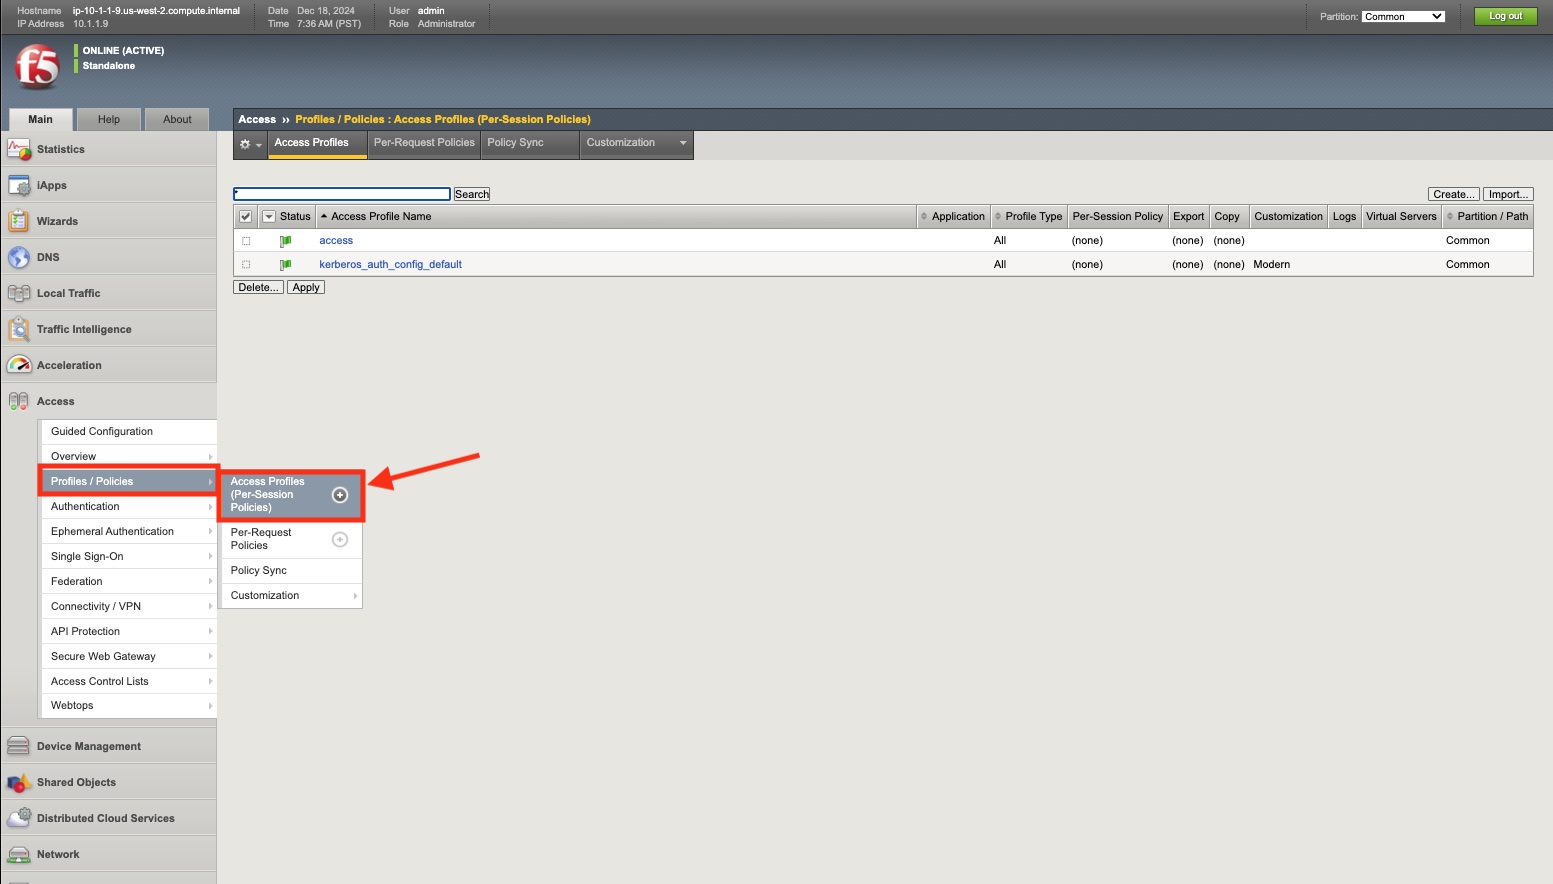 Hostname ip-10-1-1-9.us-west-2.compute.internal Date Dec 18, 2024 User admin
IP Address 10.1.1.9 Time 7:36 AM (PST) Role Administrator
Partition: Common Log out
f5
ONLINE (ACTIVE)
Standalone
Main Help About
Access ›› Profiles / Policies : Access Profiles (Per-Session Policies)
Access Profiles Per-Request Policies Policy Sync Customization
* Search Create... Import...
Status Access Profile Name Application Profile Type Per-Session Policy Export Copy Customization Logs Virtual Servers Partition / Path
access All (none) (none) (none) Common
kerberos_auth_config_default All (none) (none) (none) Modern Common
Delete... Apply
Statistics
iApps
Wizards
DNS
Local Traffic
Traffic Intelligence
Acceleration
Access
Guided Configuration
Overview
Profiles / Policies
Authentication
Ephemeral Authentication
Single Sign-On
Federation
Connectivity / VPN
API Protection
Secure Web Gateway
Access Control Lists
Webtops
Access Profiles
(Per-Session
Policies)
Per-Request
Policies
Policy Sync
Customization
Device Management
Shared Objects
Distributed Cloud Services
Network